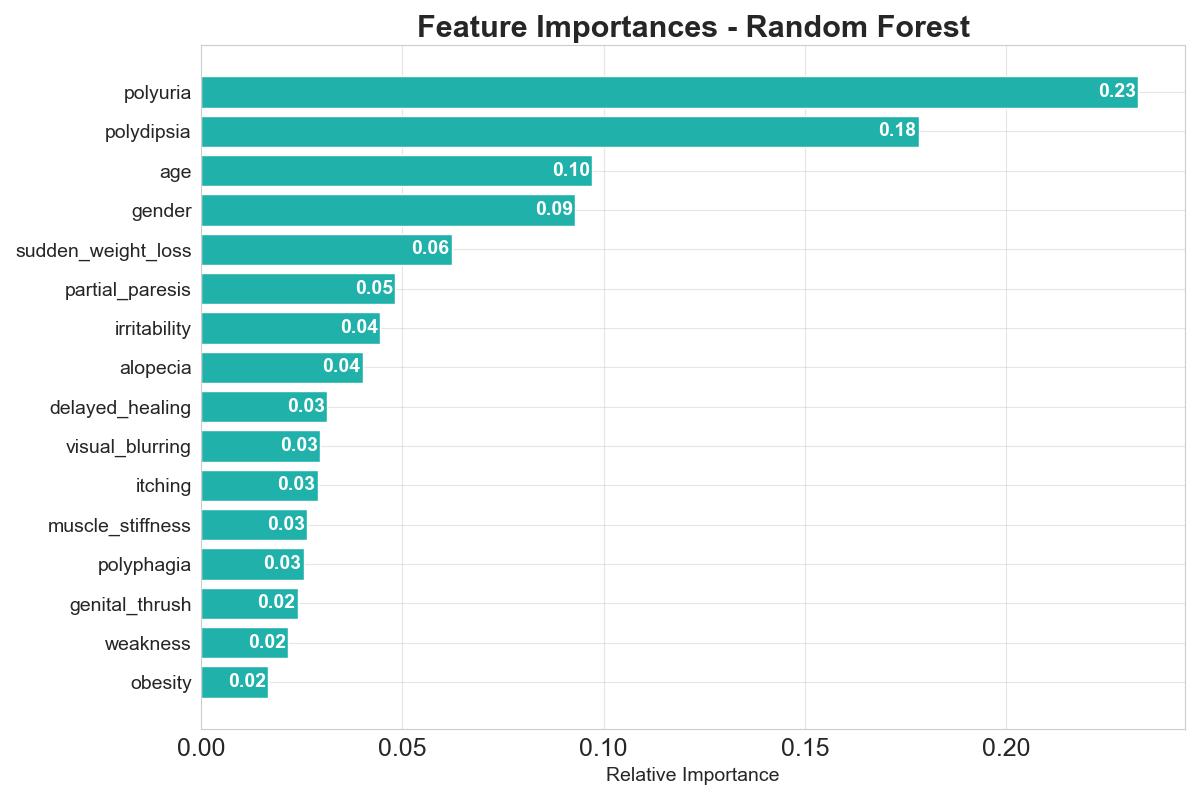 Feature Importances - Random Forest
polyuria 0.23
polydipsia 0.18
age 0.10
gender 0.09
sudden_weight_loss 0.06
partial_paresis 0.05
irritability 0.04
alopecia 0.04
delayed_healing 0.03
visual_blurring 0.03
itching 0.03
muscle_stiffness 0.03
polyphagia 0.03
genital_thrush 0.02
weakness 0.02
obesity 0.02
0.00 0.05 0.10 0.15 0.20
Relative Importance